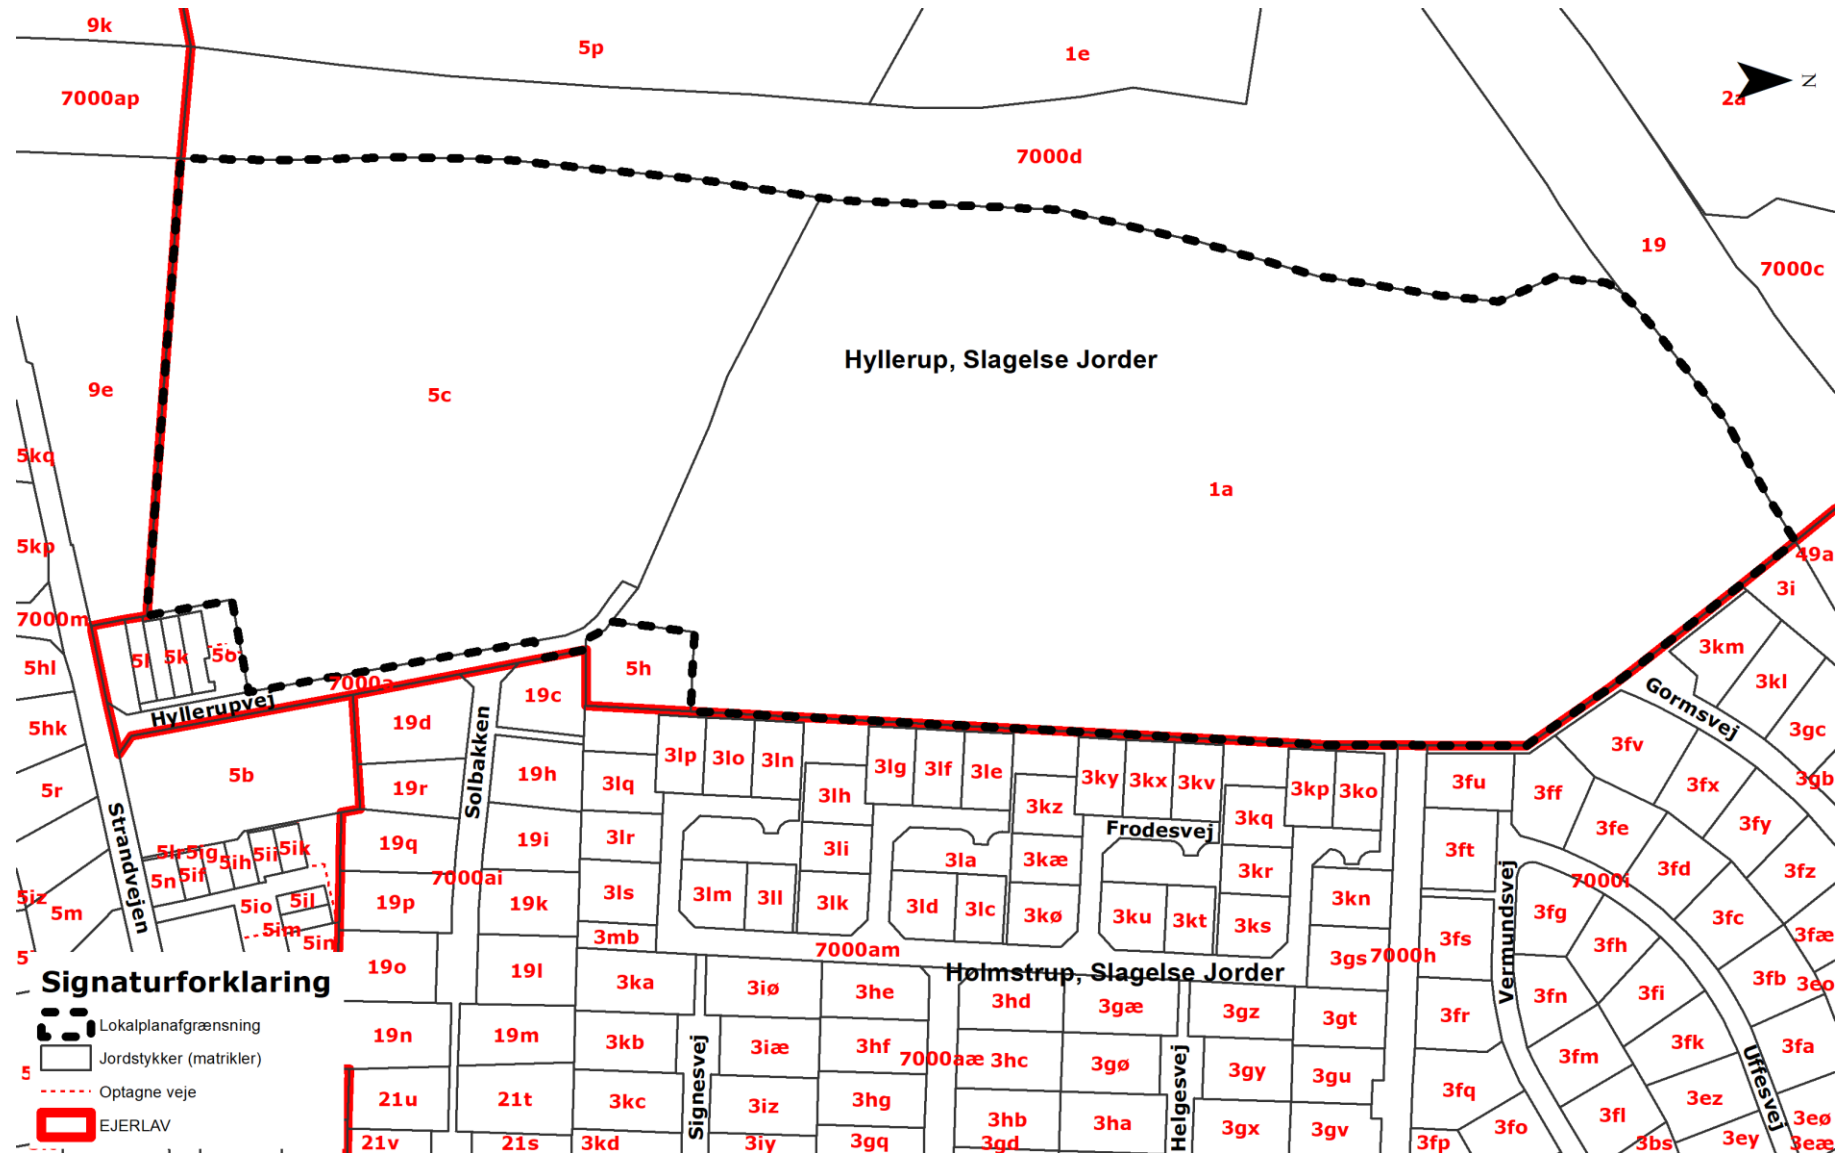 9k
5p
1e
7000ap
2a
N
7000d
19
7000c
Hyllerup, Slagelse Jorder
9e
5c
5kq
1a
5kp
49a
3i
7000m
5l
5k
5o
5hl
5h
3km
7000a
19c
3kl
Hyllerupvej
Gormsvej
19d
5hk
3gc
3fv
Solbakken
3lp
3lo
3ln
3lg
3lf
3le
3ky
3kx
3kv
5b
19h
3lq
3fu
3fx
3gb
5r
19r
3lh
3kz
3kp
3ko
3ff
Strandvejen
3kq
3fy
Frodesvej
3fe
19q
19i
3lr
3li
3la
3kæ
3ft
5ig
5ih
5ii
5ik
3kr
3fd
3fz
5n
5if
7000ai
7000i
5iz
5m
5io
5il
19p
19k
3ls
3lm
3ll
3lk
3ld
3lc
3kø
3ku
3kt
3ks
3kn
Vermundsvej
3fg
3fc
5im
5in
3mb
7000am
3fs
3fh
3fæ
7000h
3gs
19o
19l
Hølmstrup, Slagelse Jorder
3ka
3iø
3he
3hd
3gæ
3gz
3gt
3fr
3fn
3fi
3fb
3eo
19n
19m
3kb
3iæ
3hf
7000aæ
3hc
3gø
3gy
3gu
3fm
3fk
3fa
Signesvej
Helgesvej
Uffesvej
21u
21t
3kc
3iz
3hg
3hb
3ha
3fq
3ez
3fl
3eø
3gx
3gv
3fo
21v
21s
3kd
3iy
3gq
3gd
3fp
3bs
3ey
3eæ
Signaturforklaring
Lokalplanafgrænsning
Jordstykker (matrikler)
Optagne veje
EJERLAV